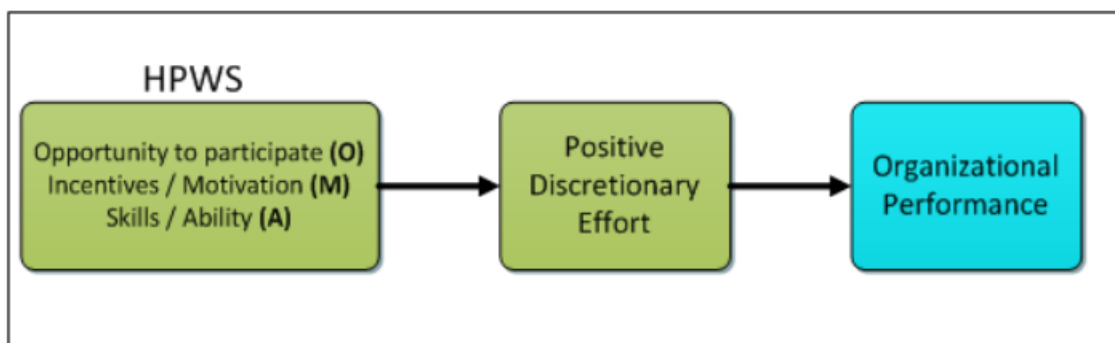 HPWS
Opportunity to participate (O)
Incentives / Motivation (M)
Skills / Ability (A)
Positive
Discretionary
Effort
Organizational
Performance